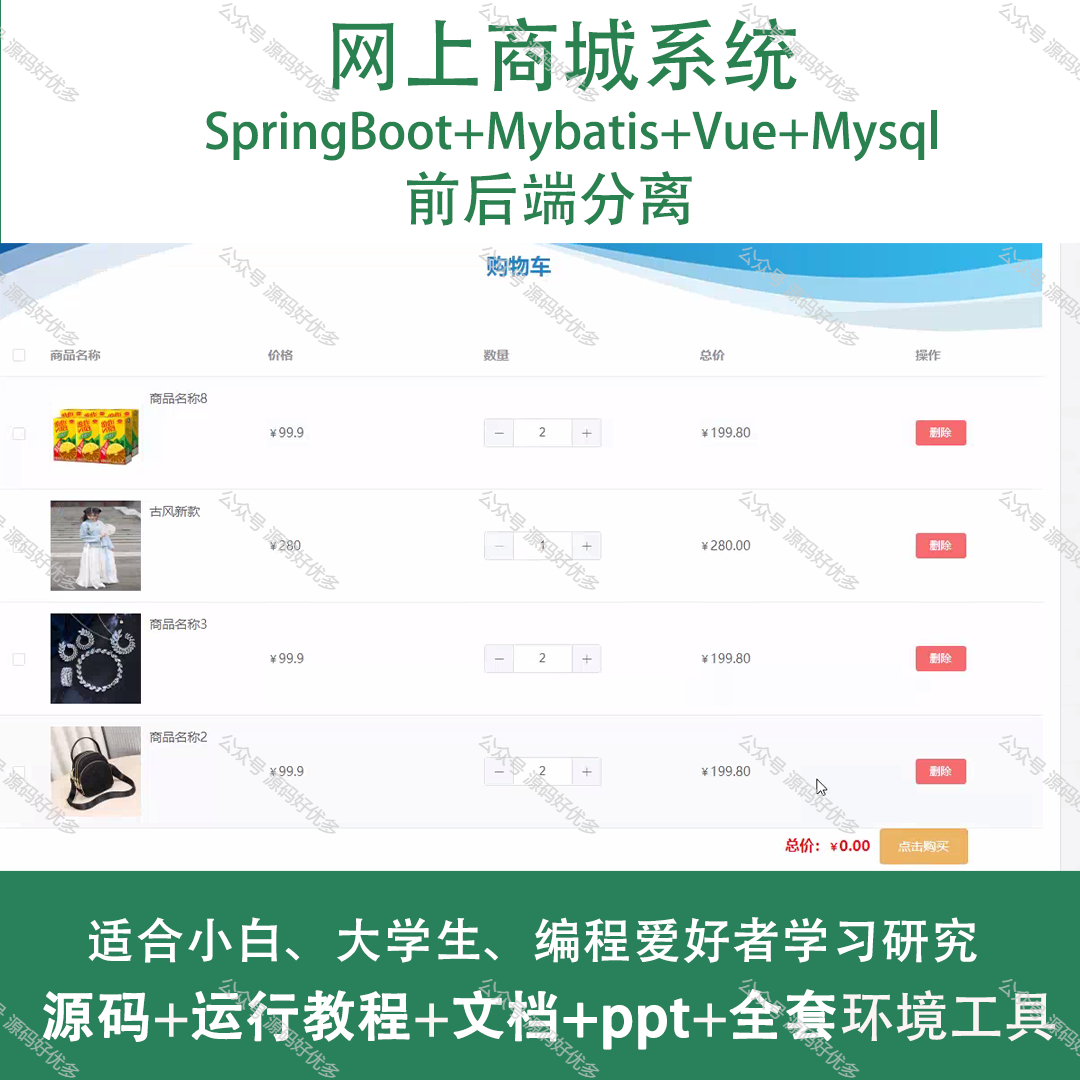 网上商城系统
SpringBoot+Mybatis+Vue+Mysql
前后端分离
购物车
商品名称 价格 数量 总价 操作
商品名称8
¥99.9 − 2 + ¥199.80 删除
古风新款
¥280 − 1 + ¥280.00 删除
商品名称3
¥99.9 − 2 + ¥199.80 删除
商品名称2
¥99.9 − 2 + ¥199.80 删除
总价：¥0.00 点击购买
适合小白、大学生、编程爱好者学习研究
源码+运行教程+文档+ppt+全套环境工具
公众号 源码好优多